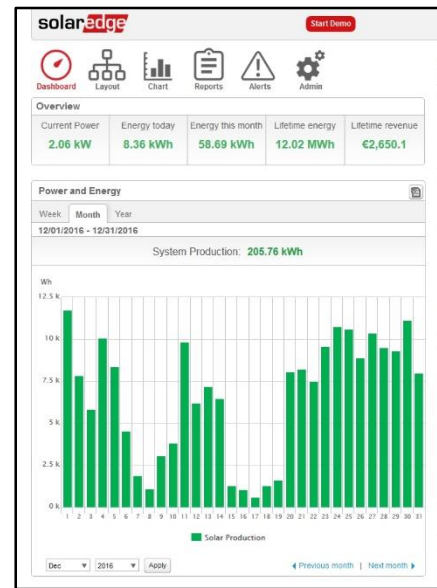 solaredge
Start Demo
Dashboard Layout Chart Reports Alerts Admin
Overview
Current Power Energy today Energy this month Lifetime energy Lifetime revenue
2.06 kW 8.36 kWh 58.69 kWh 12.02 MWh €2,650.1
Power and Energy
Week Month Year
12/01/2016 - 12/31/2016
System Production: 205.76 kWh
Wh
12.5 k
10 k
7.5 k
5 k
2.5 k
0 k
1 2 3 4 5 6 7 8 9 10 11 12 13 14 15 16 17 18 19 20 21 22 23 24 25 26 27 28 29 30 31
Solar Production
Dec 2016 Apply Previous month | Next month